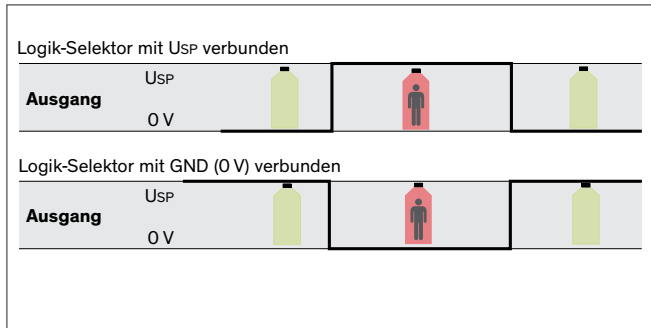 Logik-Selektor mit USP verbunden
USP
Ausgang
0 V
Logik-Selektor mit GND (0 V) verbunden
USP
Ausgang
0 V